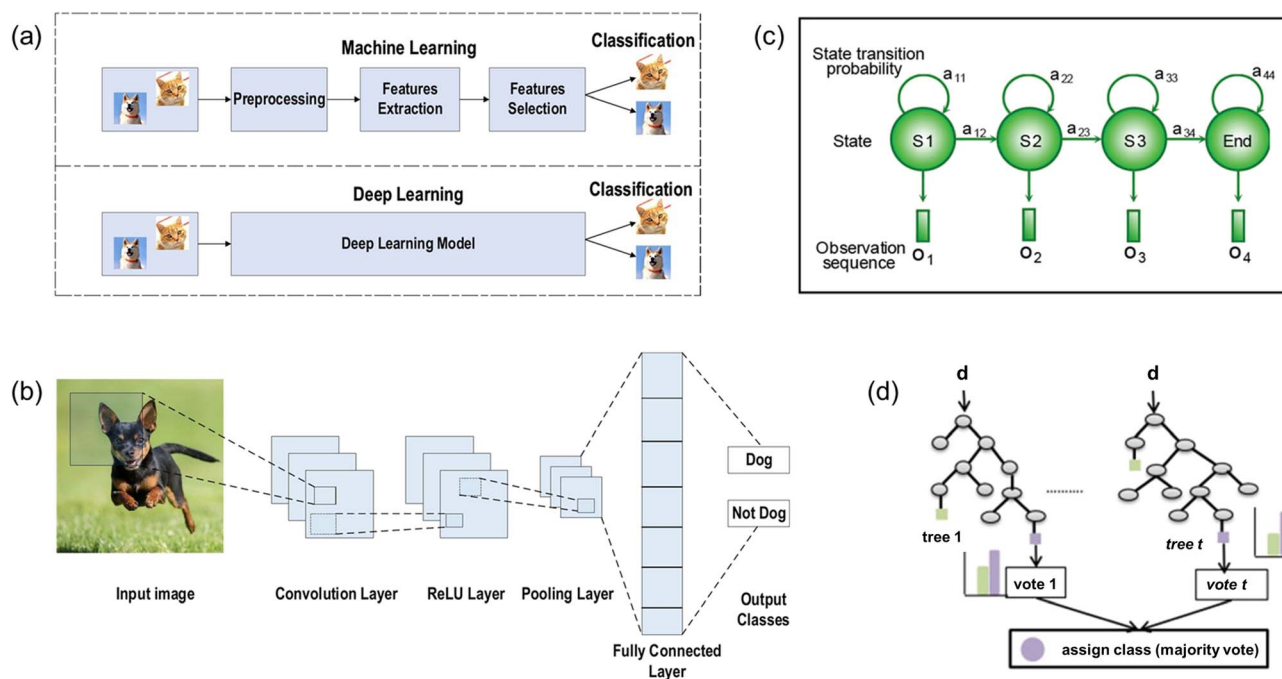 (a)
Machine Learning
Classification
Preprocessing
Features
Extraction
Features
Selection
Deep Learning
Classification
Deep Learning Model
(b)
Input image
Convolution Layer
ReLU Layer
Pooling Layer
Fully Connected
Layer
Dog
Not Dog
Output
Classes
(c)
State transition
probability
a11
a22
a33
a44
State
S1
a12
S2
a23
S3
a34
End
Observation
sequence
O1
O2
O3
O4
(d)
d
d
..........
tree 1
tree t
vote 1
vote t
assign class (majority vote)